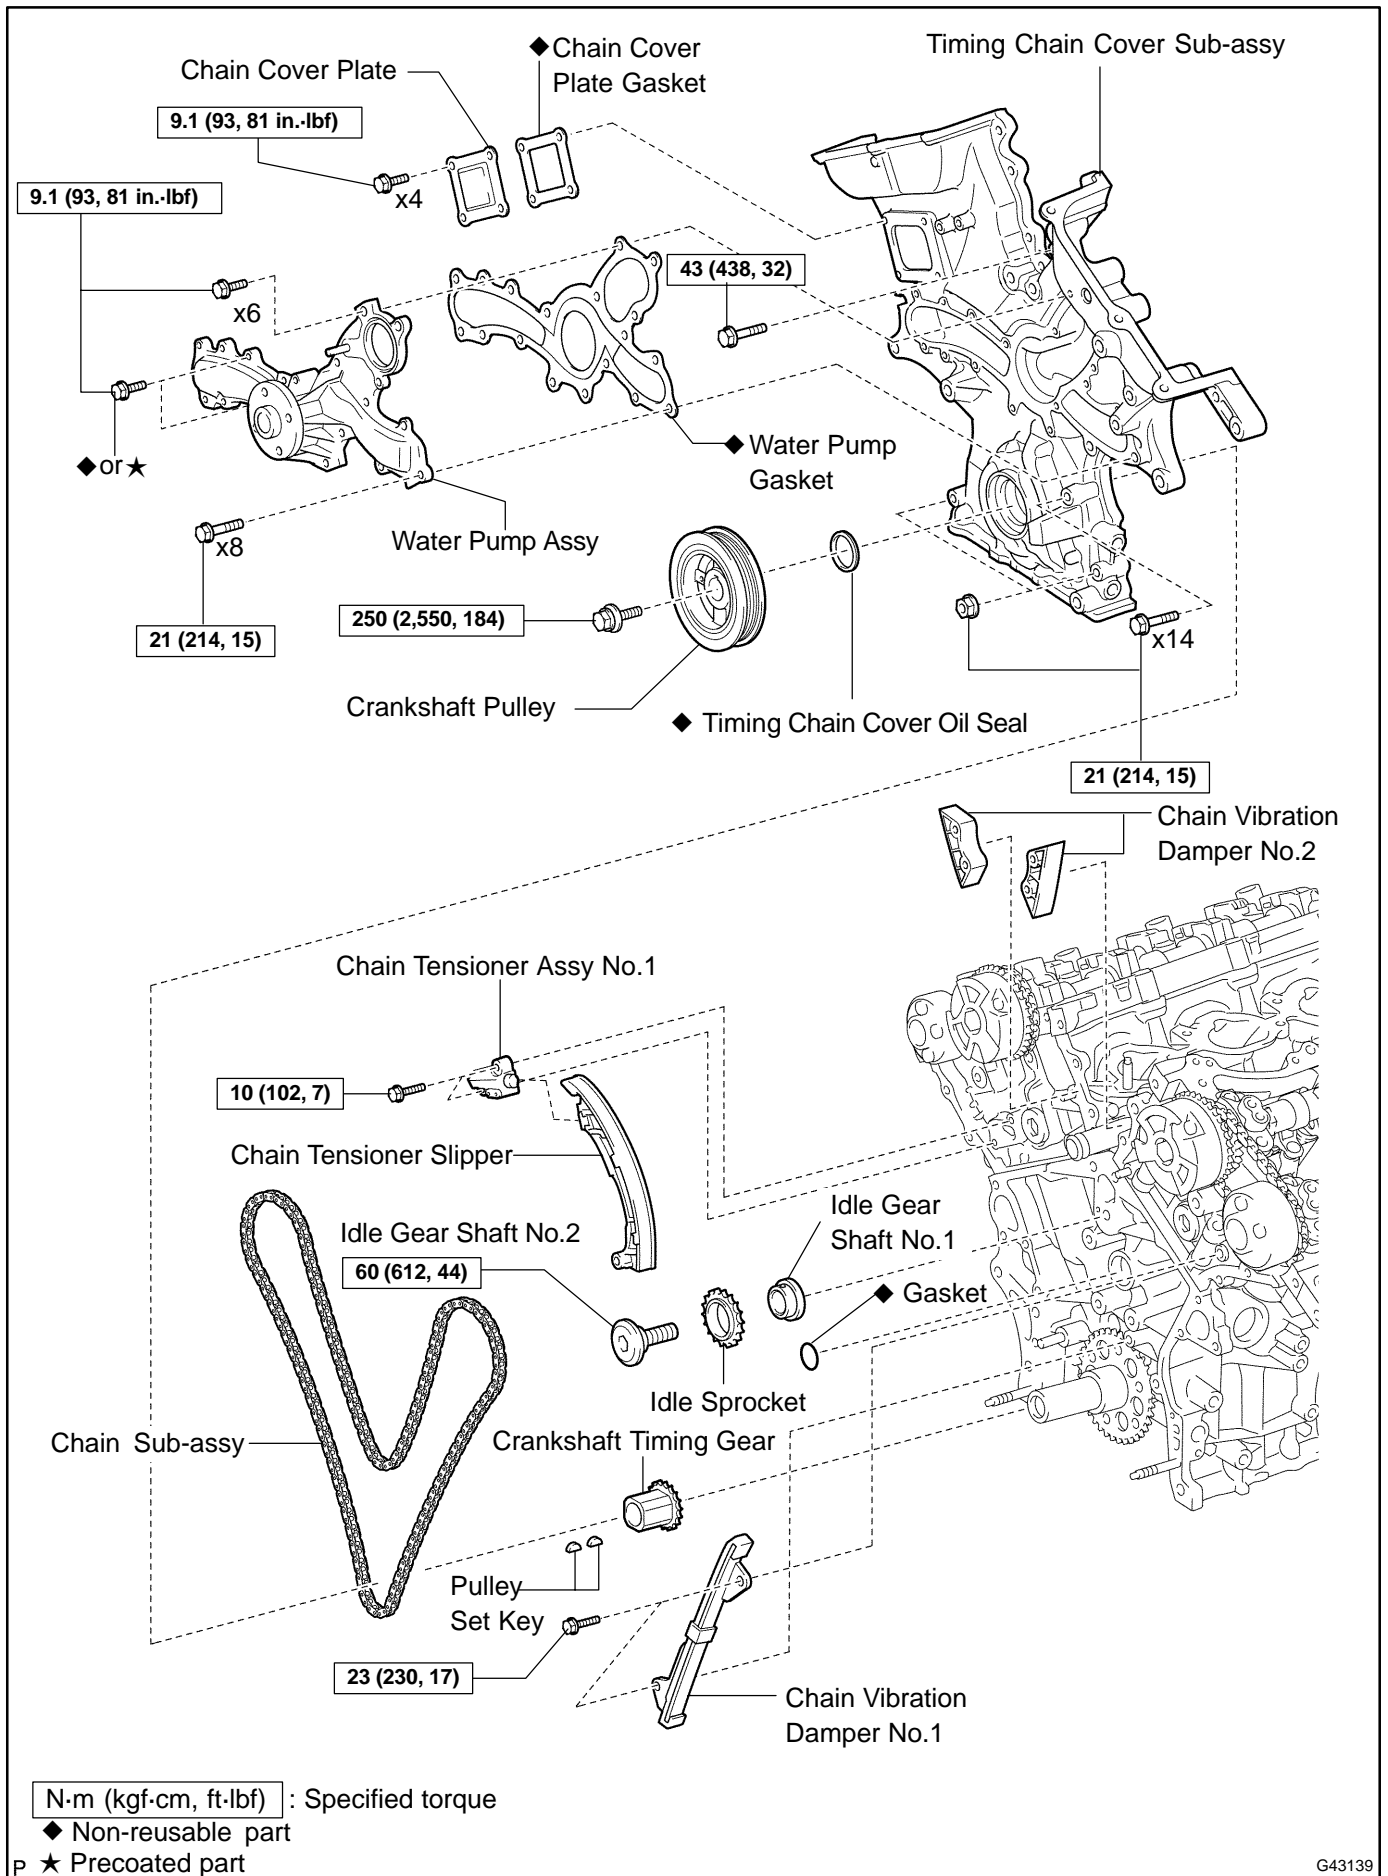 ◆ Chain Cover
Plate Gasket
Timing Chain Cover Sub-assy
Chain Cover Plate
9.1 (93, 81 in.·lbf)
x4
9.1 (93, 81 in.·lbf)
x6
43 (438, 32)
◆ or ★
◆ Water Pump
Gasket
x8
Water Pump Assy
21 (214, 15)
250 (2,550, 184)
x14
Crankshaft Pulley
◆ Timing Chain Cover Oil Seal
21 (214, 15)
Chain Vibration
Damper No.2
Chain Tensioner Assy No.1
10 (102, 7)
Chain Tensioner Slipper
Idle Gear
Shaft No.1
Idle Gear Shaft No.2
60 (612, 44)
◆ Gasket
Idle Sprocket
Chain Sub-assy
Crankshaft Timing Gear
Pulley
Set Key
23 (230, 17)
Chain Vibration
Damper No.1
N·m (kgf·cm, ft·lbf) : Specified torque
◆ Non-reusable part
P ★ Precoated part
G43139